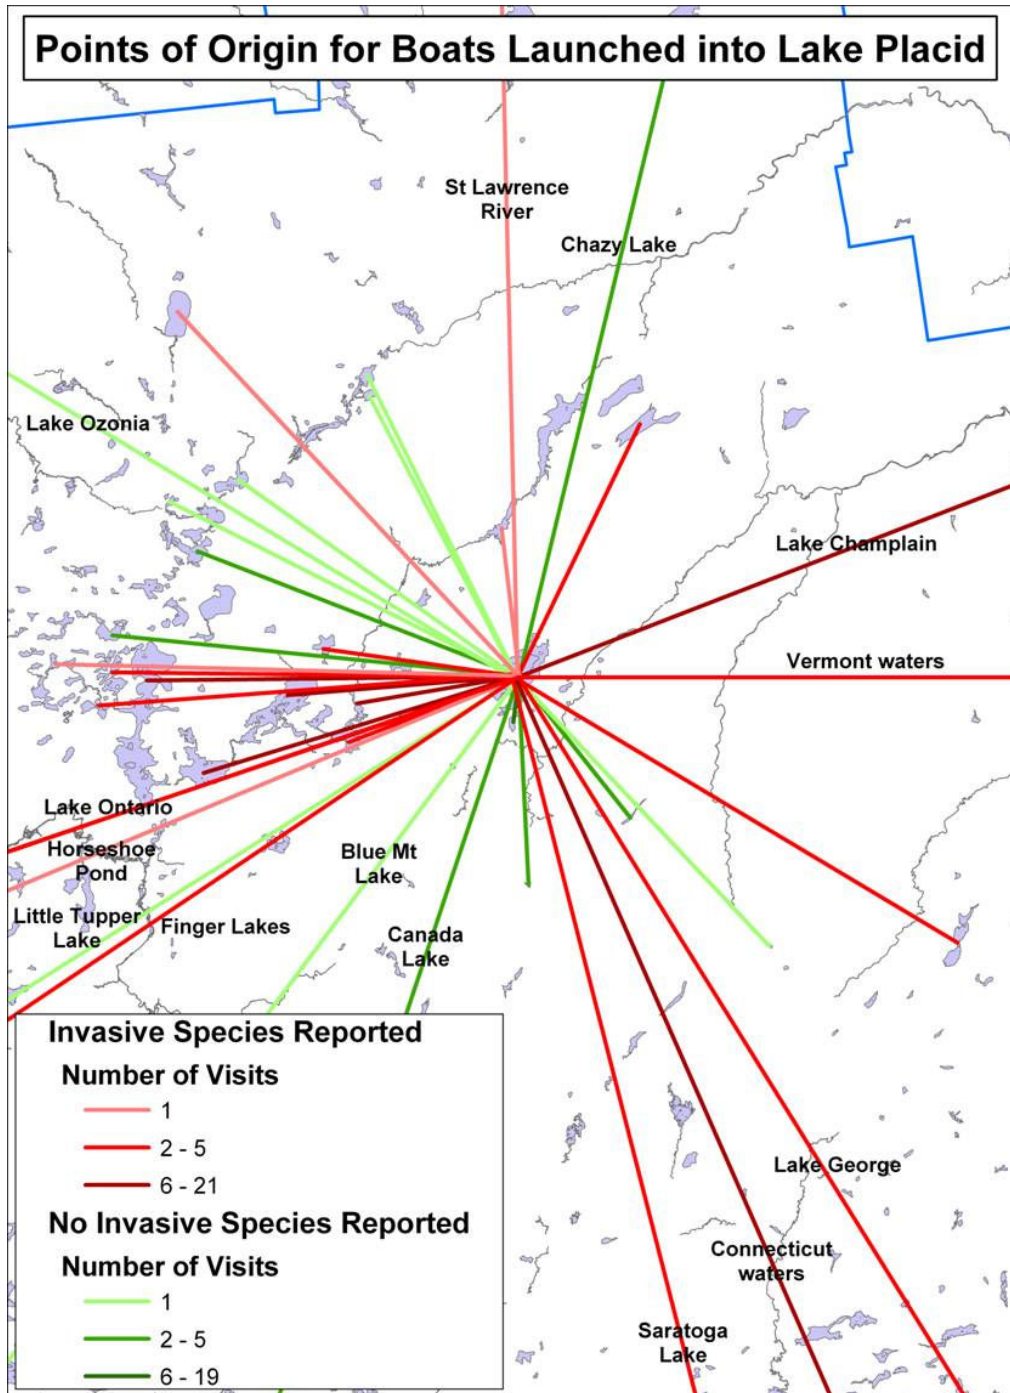 Points of Origin for Boats Launched into Lake Placid
St Lawrence
River
Chazy Lake
Lake Ozonia
Lake Champlain
Vermont waters
Lake Ontario
Horseshoe
Pond
Blue Mt
Lake
Little Tupper
Lake
Finger Lakes
Canada
Lake
Invasive Species Reported
Number of Visits
1
2 - 5
6 - 21
No Invasive Species Reported
Number of Visits
1
2 - 5
6 - 19
Lake George
Connecticut
waters
Saratoga
Lake